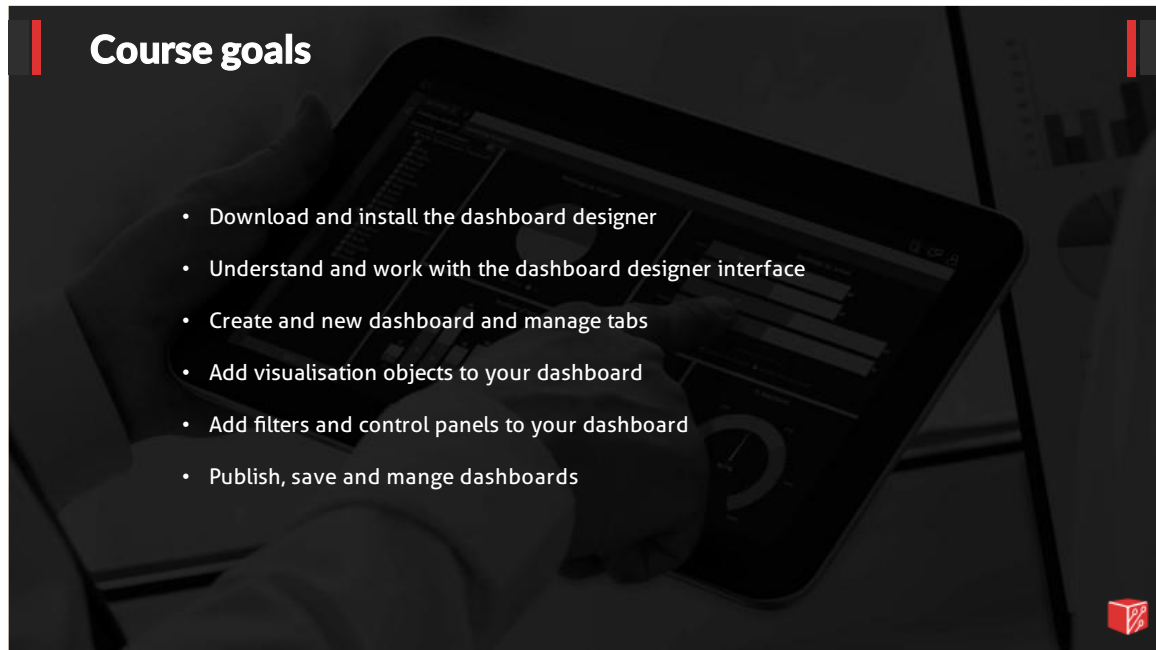 Course goals
• Download and install the dashboard designer
• Understand and work with the dashboard designer interface
• Create and new dashboard and manage tabs
• Add visualisation objects to your dashboard
• Add filters and control panels to your dashboard
• Publish, save and mange dashboards